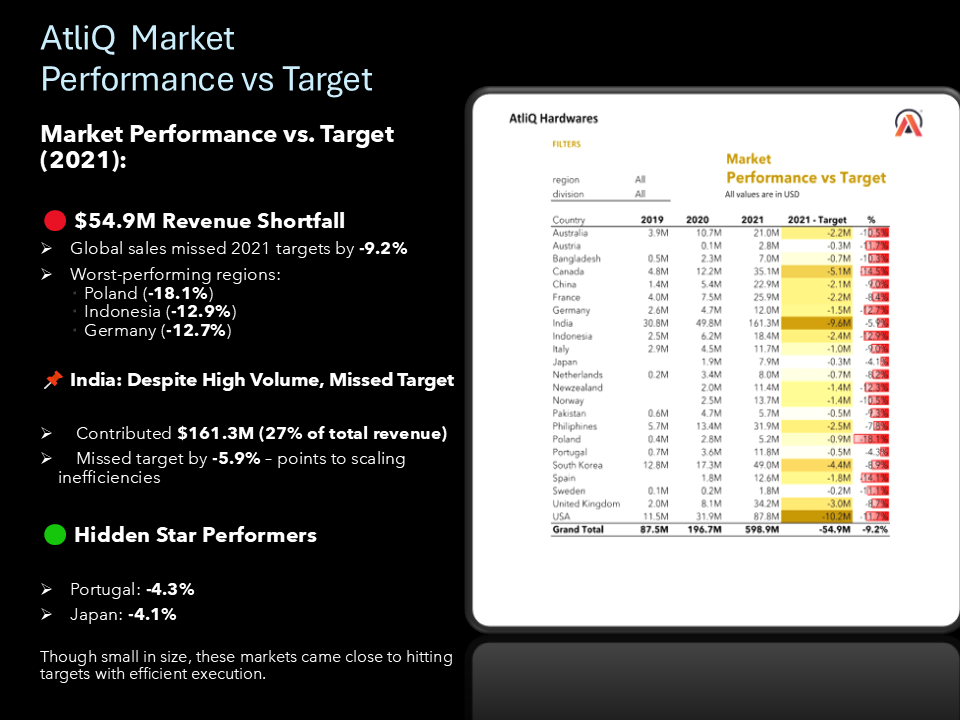 AtliQ  Market
Performance vs Target
Market Performance vs. Target
(2021):
$54.9M Revenue Shortfall
Global sales missed 2021 targets by -9.2%
Worst-performing regions:
Poland (-18.1%)
Indonesia (-12.9%)
Germany (-12.7%)
India: Despite High Volume, Missed Target
Contributed $161.3M (27% of total revenue)
Missed target by -5.9% – points to scaling
inefficiencies
Hidden Star Performers
Portugal: -4.3%
Japan: -4.1%
Though small in size, these markets came close to hitting
targets with efficient execution.
AtliQ Hardwares
FILTERS
Market
Performance vs Target
region All
division All
All values are in USD
Country 2019 2020 2021 2021 - Target %
Australia 3.9M 10.7M 21.0M -2.2M -10.5%
Austria 0.1M 2.8M -0.3M -11.7%
Bangladesh 0.5M 2.3M 7.0M -0.7M -10.3%
Canada 4.8M 12.2M 35.1M -5.1M -14.5%
China 1.4M 5.4M 22.9M -2.1M -9.0%
France 4.0M 7.5M 25.9M -2.2M -8.4%
Germany 2.6M 4.7M 12.0M -1.5M -12.7%
India 30.8M 49.8M 161.3M -9.6M -5.9%
Indonesia 2.5M 6.2M 18.4M -2.4M -12.9%
Italy 2.9M 4.5M 11.7M -1.0M -9.0%
Japan 1.9M 7.9M -0.3M -4.1%
Netherlands 0.2M 3.4M 8.0M -0.7M -8.2%
Newzealand 2.0M 11.4M -1.4M -12.3%
Norway 2.5M 13.7M -1.4M -10.5%
Pakistan 0.6M 4.7M 5.7M -0.5M -9.3%
Philiphines 5.7M 13.4M 31.9M -2.5M -7.8%
Poland 0.4M 2.8M 5.2M -0.9M -18.1%
Portugal 0.7M 3.6M 11.8M -0.5M -4.3%
South Korea 12.8M 17.3M 49.0M -4.4M -8.9%
Spain 1.8M 12.6M -1.8M -14.1%
Sweden 0.1M 0.2M 1.8M -0.2M -11.1%
United Kingdom 2.0M 8.1M 34.2M -3.0M -8.7%
USA 11.5M 31.9M 87.8M -10.2M -11.7%
Grand Total 87.5M 196.7M 598.9M -54.9M -9.2%